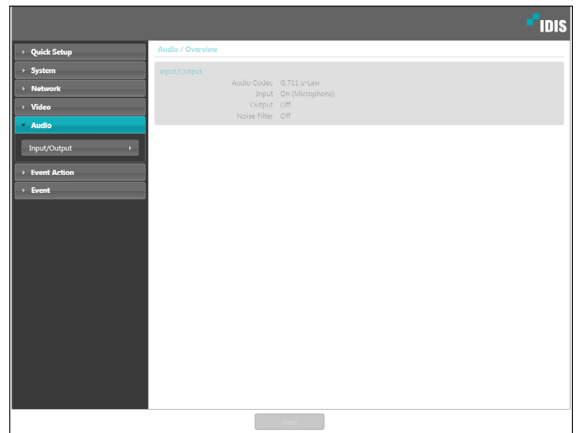 IDIS
Quick Setup
System
Network
Video
Audio
Input/Output
Event Action
Event
Audio / Overview
Input/Output
Audio Codec G.711 u-Law
Input On (Microphone)
Output Off
Noise Filter Off
Save